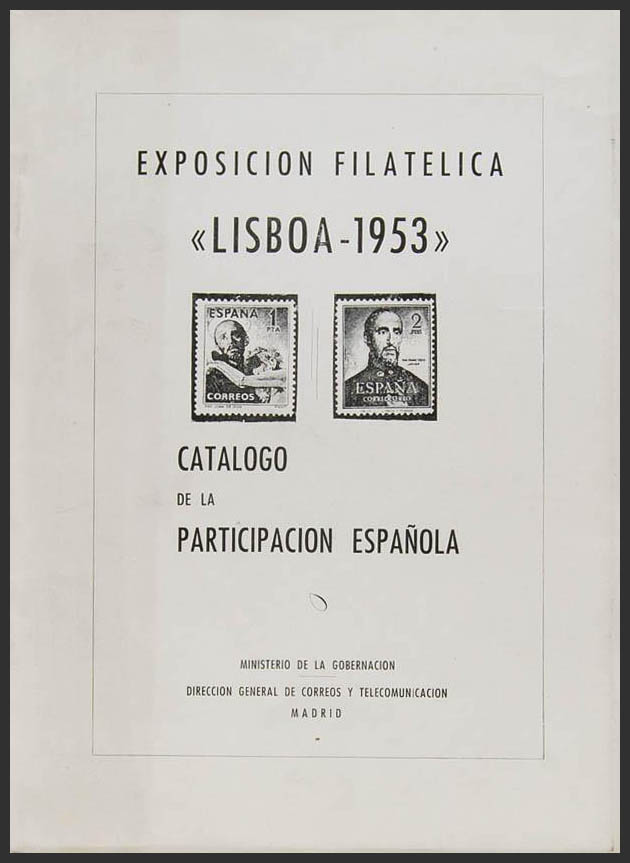 EXPOSICION FILATELICA
«LISBOA-1953»
ESPAÑA 1 PTA
CORREOS
2
ESPAÑA
CATALOGO
DE LA
PARTICIPACION ESPAÑOLA
MINISTERIO DE LA GOBERNACION
DIRECCION GENERAL DE CORREOS Y TELECOMUNICACION
MADRID